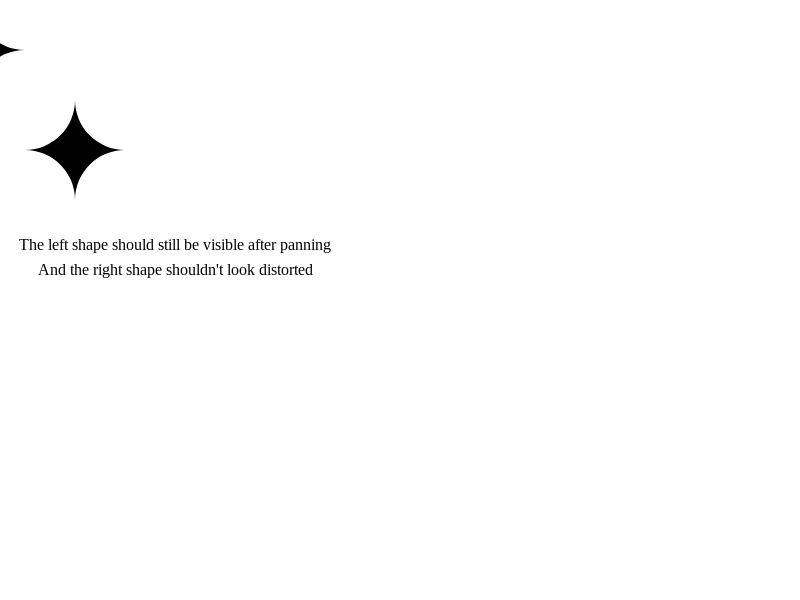 The left shape should still be visible after panning
And the right shape shouldn't look distorted